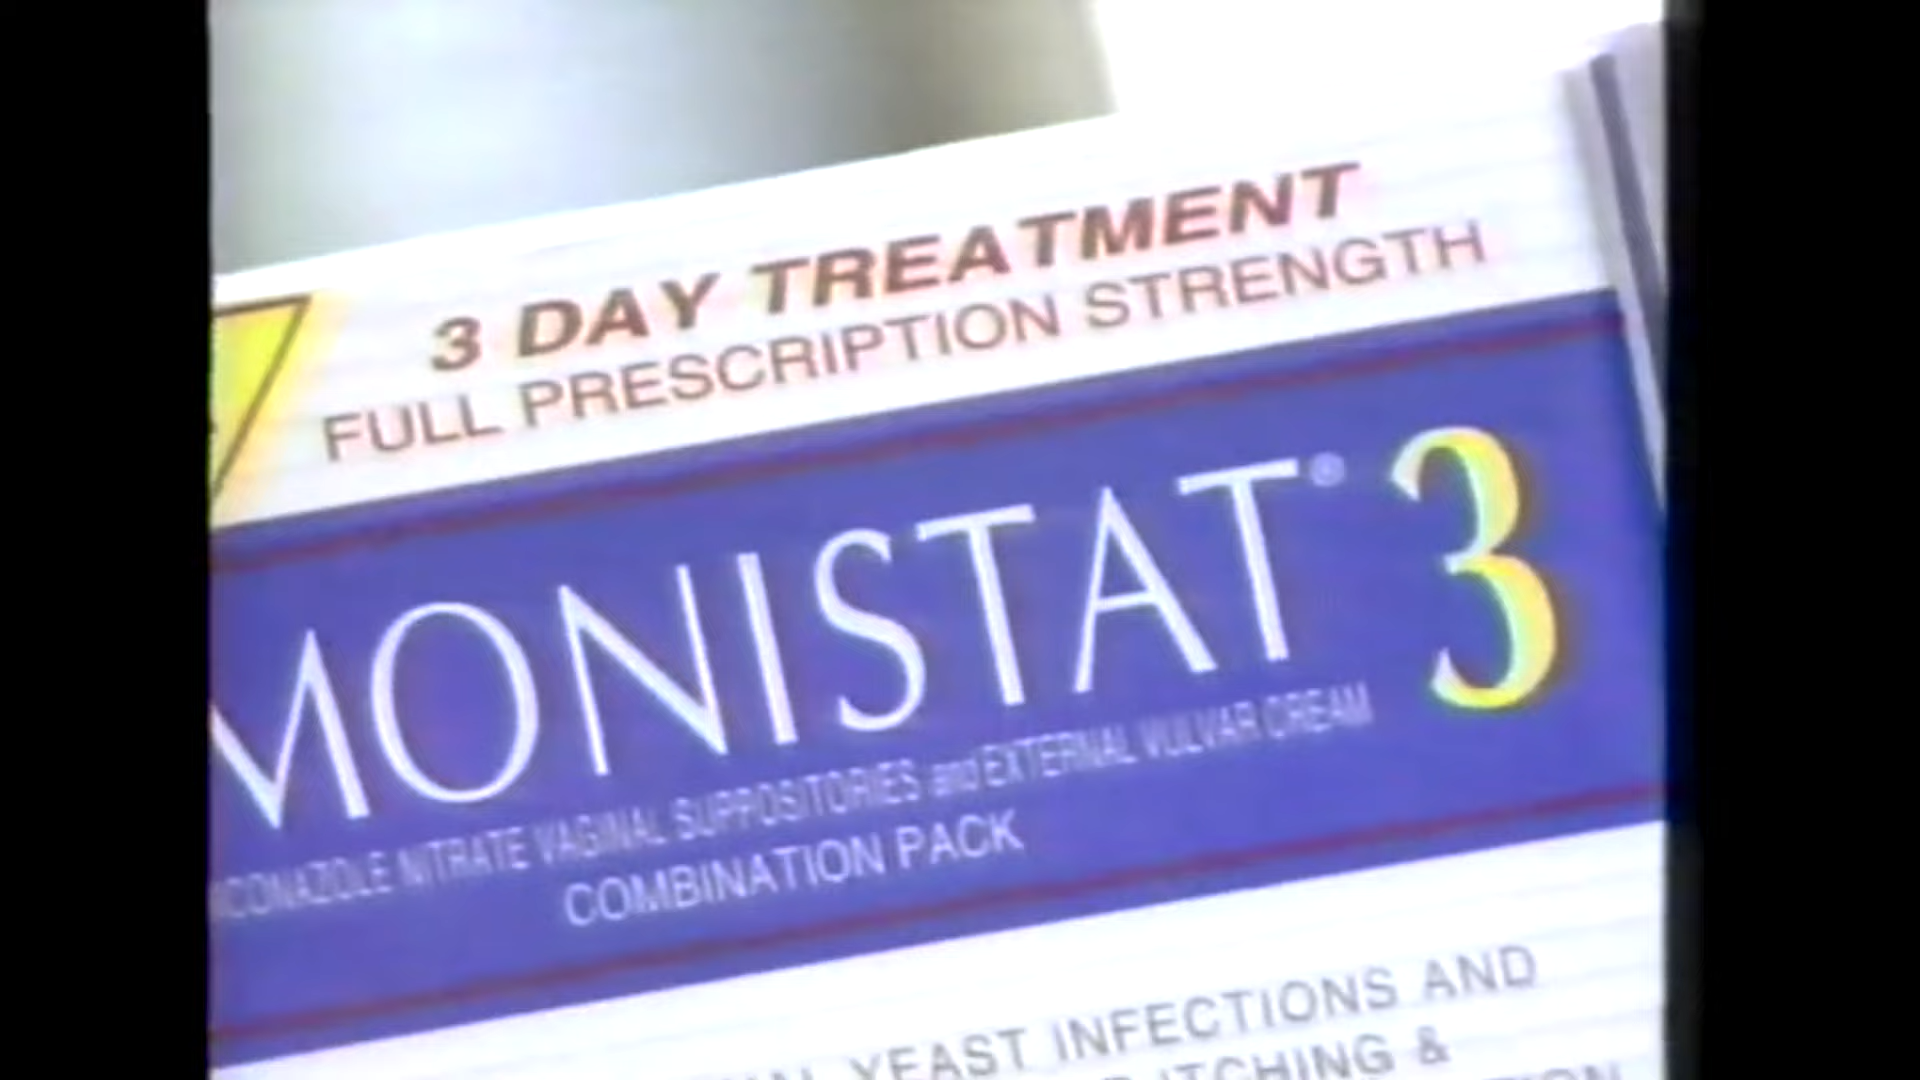 3 DAY TREATMENT
FULL PRESCRIPTION STRENGTH
MONISTAT® 3
MICONAZOLE NITRATE VAGINAL SUPPOSITORIES and EXTERNAL VULVAR CREAM
COMBINATION PACK
YEAST INFECTIONS AND
ITCHING &